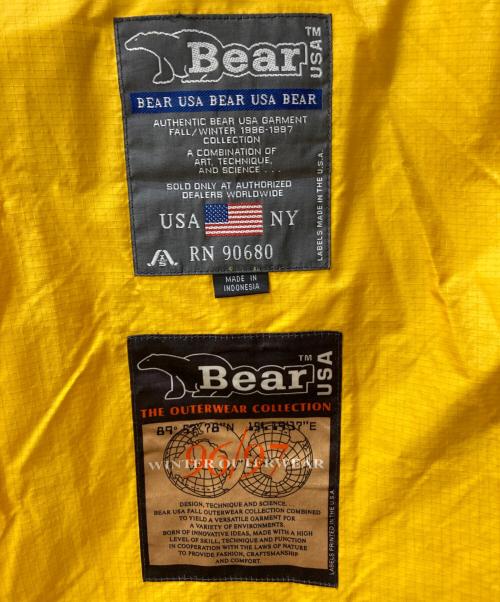 Bear USA TM
BEAR USA BEAR USA BEAR
AUTHENTIC BEAR USA GARMENT
FALL/WINTER 1996-1997
COLLECTION
A COMBINATION OF
ART, TECHNIQUE,
AND SCIENCE . . .
SOLD ONLY AT AUTHORIZED
DEALERS WORLDWIDE
USA NY
RN 90680
LABELS MADE IN THE U.S.A.
MADE IN
INDONESIA
Bear USA TM
THE OUTERWEAR COLLECTION
96/97
WINTER OUTERWEAR
DESIGN, TECHNIQUE AND SCIENCE.
BEAR USA FALL OUTERWEAR COLLECTION COMBINED
TO YIELD A VERSATILE GARMENT FOR
A VARIETY OF ENVIRONMENTS.
BORN OF INNOVATIVE IDEAS, MADE WITH A HIGH
LEVEL OF SKILL, TECHNIQUE AND FUNCTION
IN COOPERATION WITH THE LAWS OF NATURE
TO PROVIDE FASHION, CRAFTSMANSHIP
AND COMFORT.
LABELS PRINTED IN THE U.S.A.